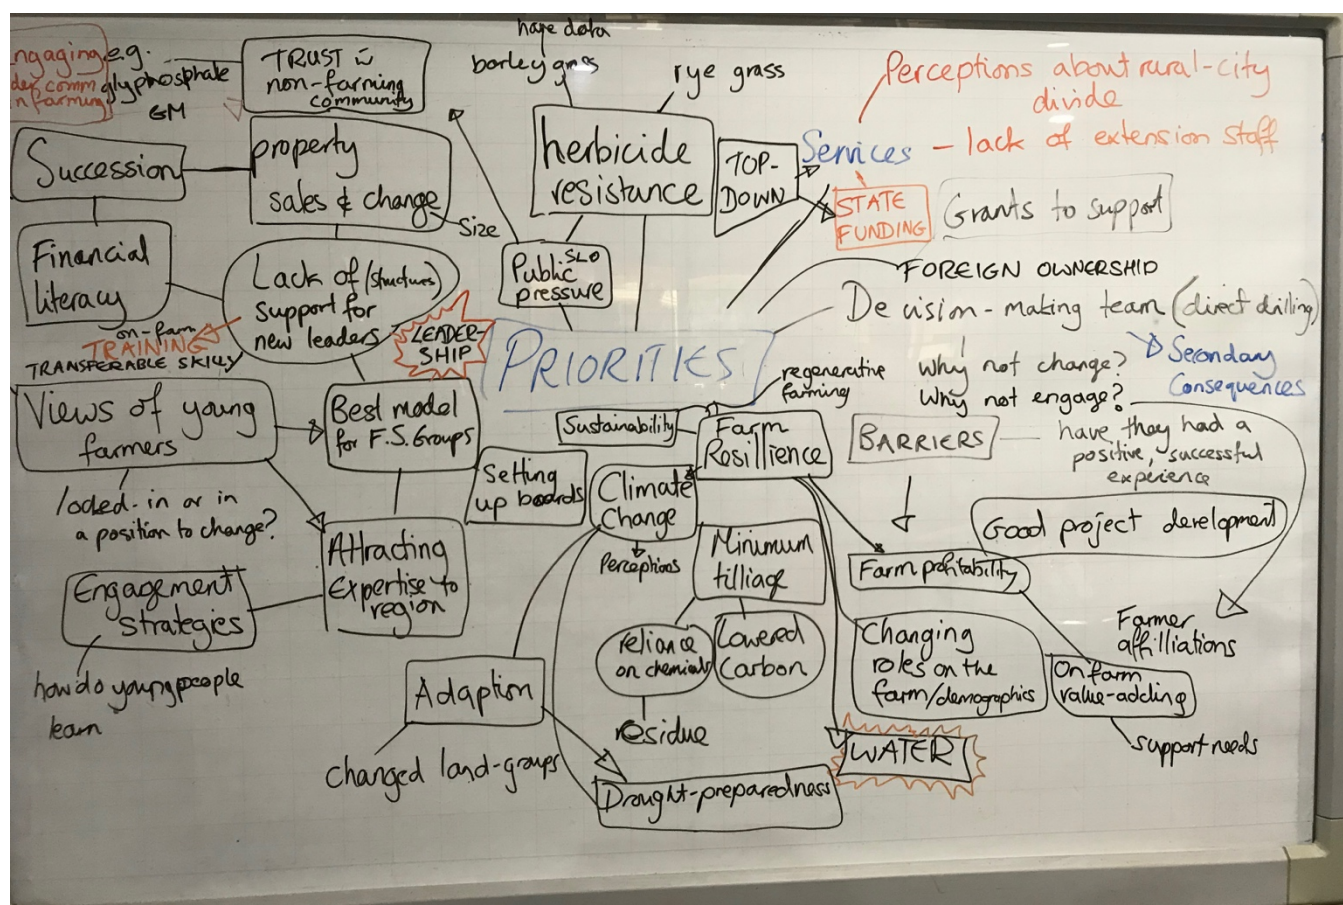 have data
barley grass
rye grass
e.g.
glyphosphate
GM
TRUST in
non-farming
community
herbicide
resistance
TOP-
DOWN
Services
Perceptions about rural-city
divide
- lack of extension staff
STATE
FUNDING
Grants to support
Succession
property
sales & change
Size
Financial
literacy
Lack of (structures)
support for
new leaders
on-farm
TRAINING
LEADER-
SHIP
Public SLO
pressure
PRIORITIES
FOREIGN OWNERSHIP
Decision-making team (direct drilling)
Secondary
Consequences
Why not change?
Why not engage?
have they had a
positive, successful
experience
BARRIERS
Good project development
Farmer
affilliations
TRANSFERABLE SKILLS
Views of young
farmers
locked-in or in
a position to change?
Best model
for F.S. Groups
Setting
up boards
Attracting
Expertise to
region
Engagement
strategies
how do young people
learn
regenerative
farming
Sustainability
Farm
Resillience
Climate
Change
Perceptions
Minimum
tilliage
reliance
on chemicals
residue
Lowered
Carbon
Farm profitability
Changing
roles on the
farm/demographics
On farm
value-adding
support needs
WATER
Adaption
changed land-groups
Drought-preparedness